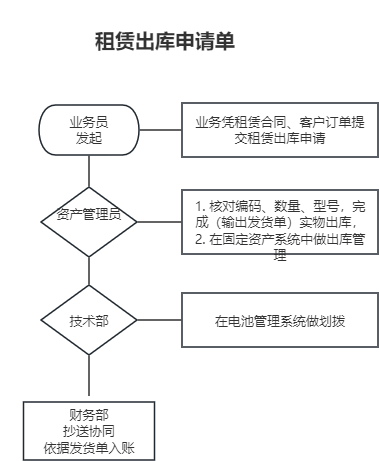 租赁出库申请单
业务员
发起
业务凭租赁合同、客户订单提
交租赁出库申请
资产管理员
1. 核对编码、数量、型号，完
成（输出发货单）实物出库，
2. 在固定资产系统中做出库管
理
技术部
在电池管理系统做划拨
财务部
抄送协同
依据发货单入账